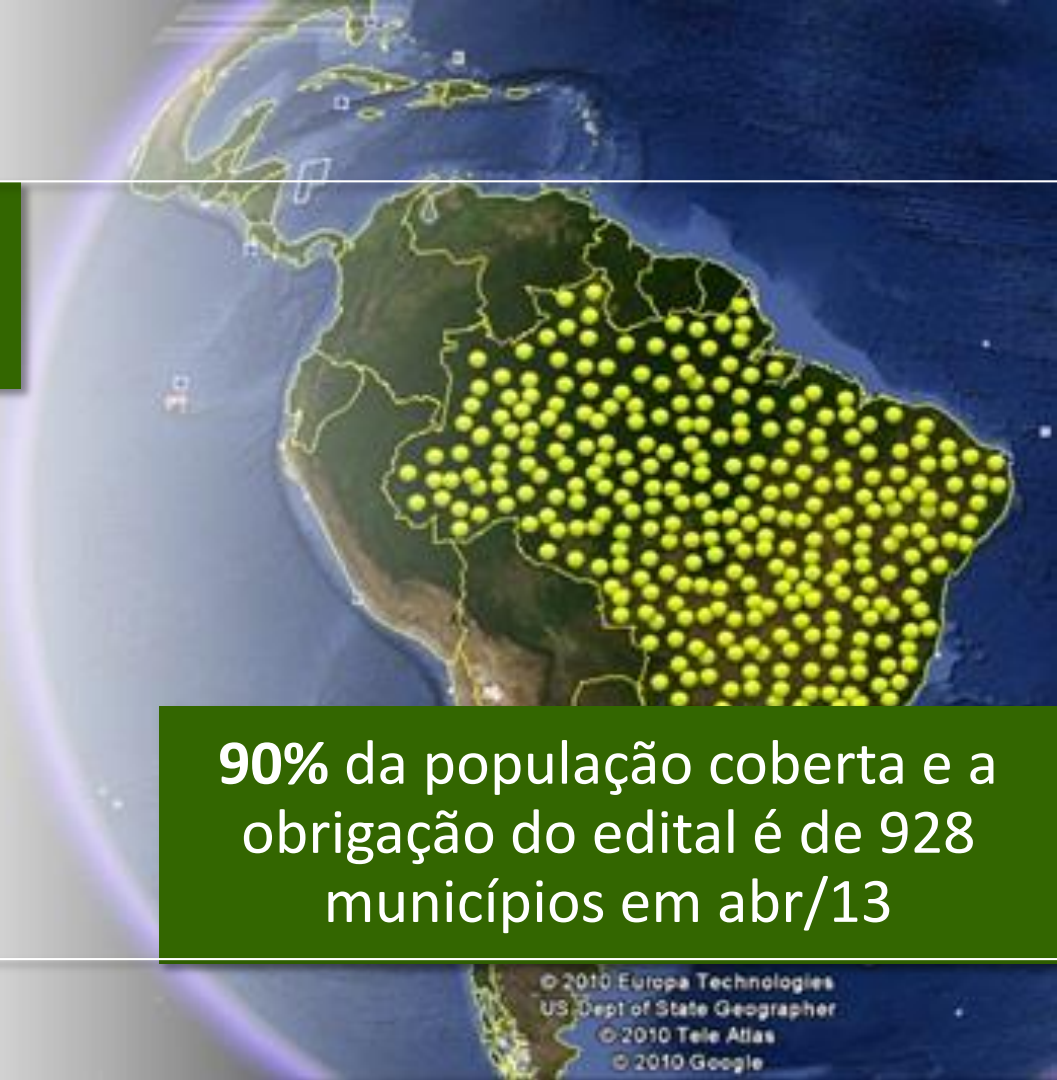 90% da população coberta e a
obrigação do edital é de 928
municípios em abr/13
© 2010 Europa Technologies
US Dept of State Geographer
© 2010 Tele Atlas
© 2010 Google